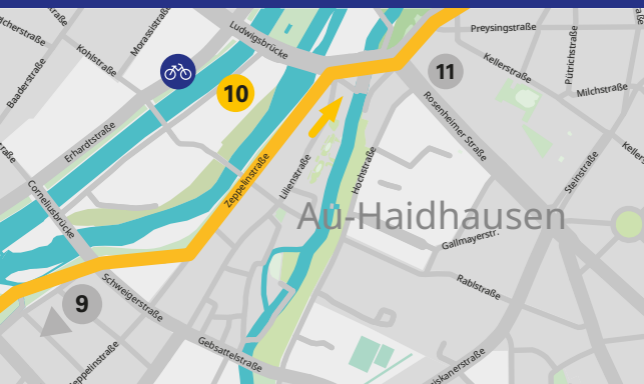 Ludwigsbrücke
Preysingstraße
Morassistraße
Kohlstraße
Baaderstraße
Pütrichstraße
Kellerstraße
Milchstraße
11
10
Rosenheimer Straße
Erhardtstraße
Steinstraße
Hochstraße
Lilienstraße
Zeppelinstraße
Corneliusbrücke
Au-Haidhausen
Gallmayerstr.
Rablstraße
9
Schweigerstraße
Gebsattelstraße